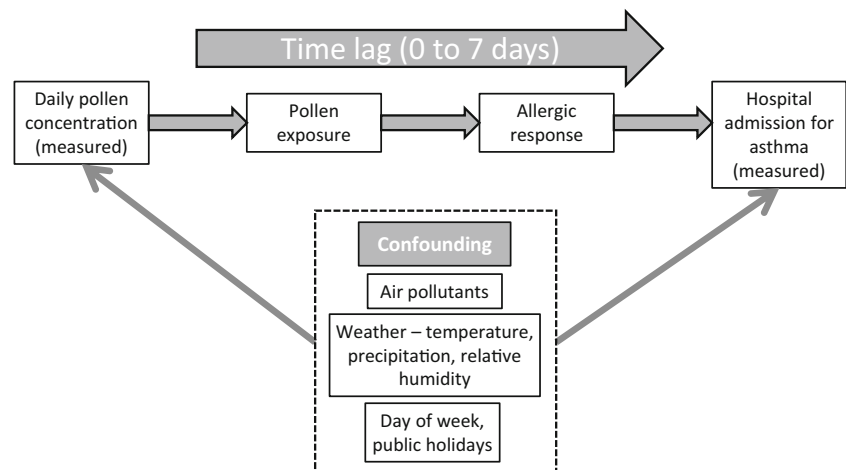 Time lag (0 to 7 days)
Daily pollen
concentration
(measured)
Pollen
exposure
Allergic
response
Hospital
admission for
asthma
(measured)
Confounding
Air pollutants
Weather – temperature,
precipitation, relative
humidity
Day of week,
public holidays